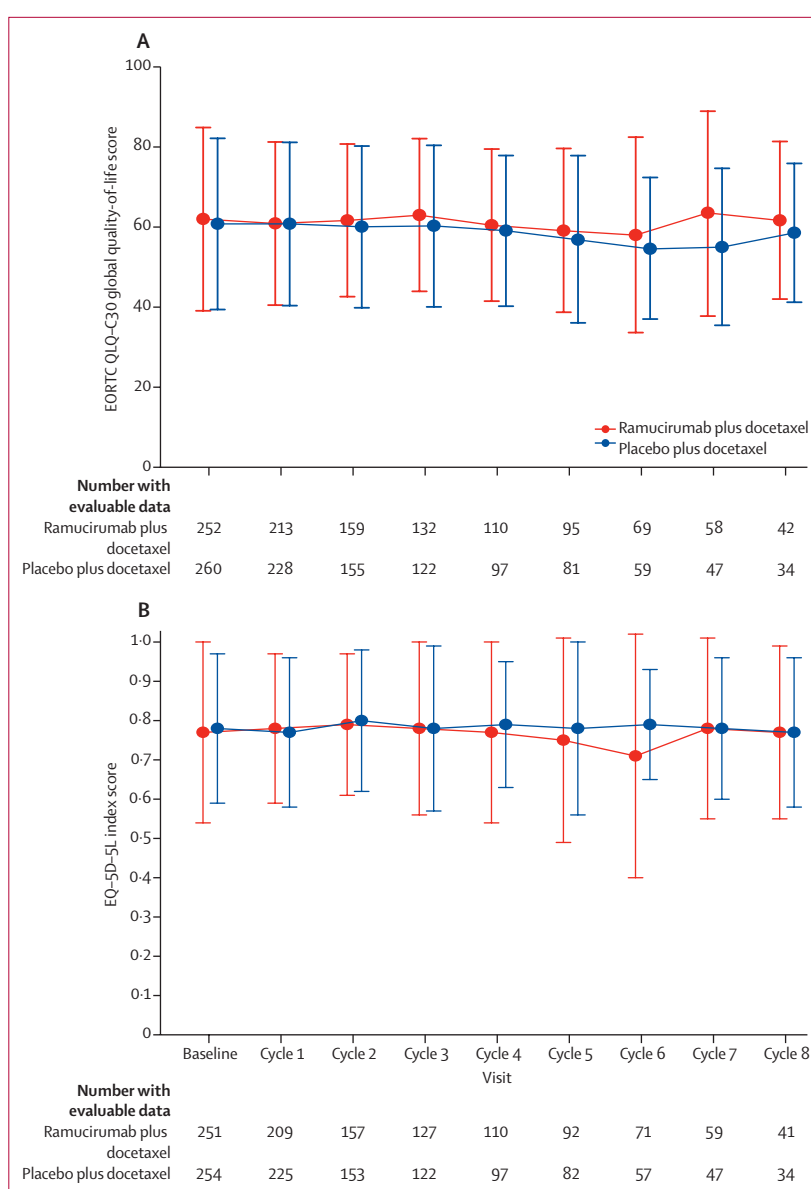 A
100
80
60
40
20
0
EORTC QLQ–C30 global quality-of-life score
Ramucirumab plus docetaxel
Placebo plus docetaxel
Number with
evaluable data
Ramucirumab plus 252 213 159 132 110 95 69 58 42
docetaxel
Placebo plus docetaxel 260 228 155 122 97 81 59 47 34
B
1·0
0·9
0·8
0·7
0·6
0·5
0·4
0·3
0·2
0·1
0
EQ–5D–5L index score
Baseline Cycle 1 Cycle 2 Cycle 3 Cycle 4 Cycle 5 Cycle 6 Cycle 7 Cycle 8
Visit
Number with
evaluable data
Ramucirumab plus 251 209 157 127 110 92 71 59 41
docetaxel
Placebo plus docetaxel 254 225 153 122 97 82 57 47 34